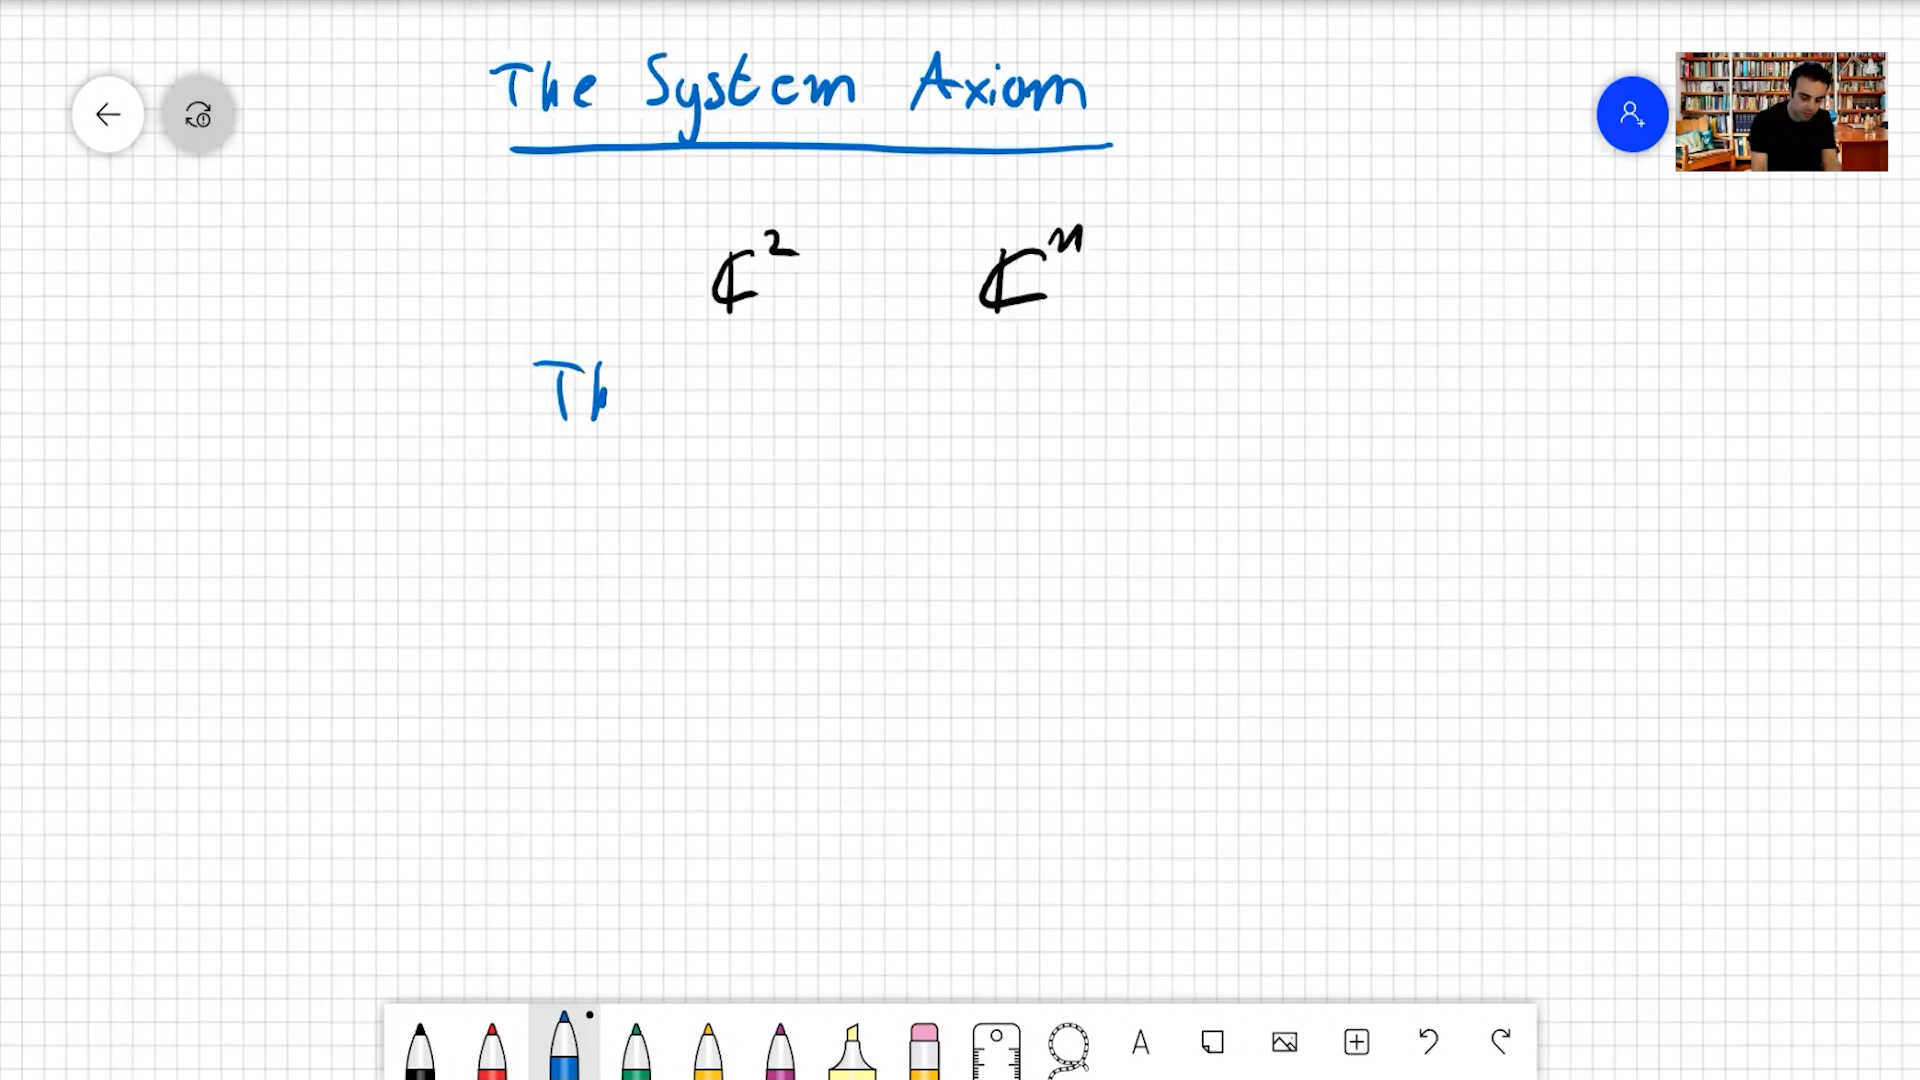 The System Axiom
ℂ² ℂⁿ
Th
A